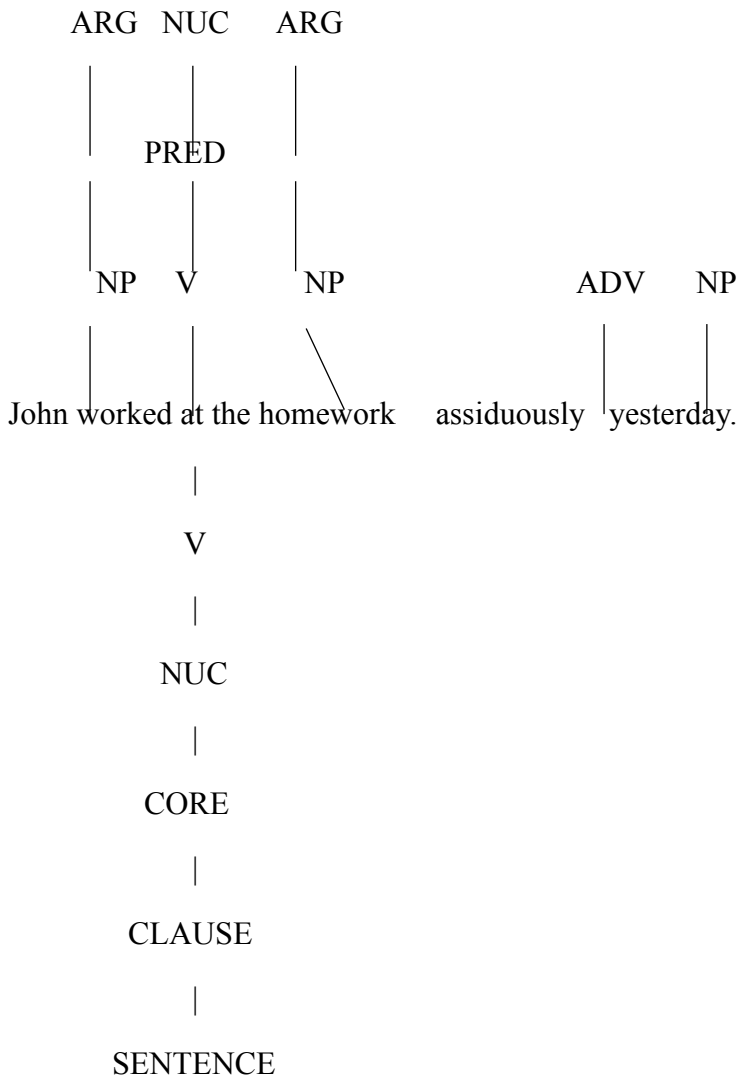 ARG NUC ARG
PRED
NP V NP ADV NP
John worked at the homework assiduously yesterday.
V
NUC
CORE
CLAUSE
SENTENCE